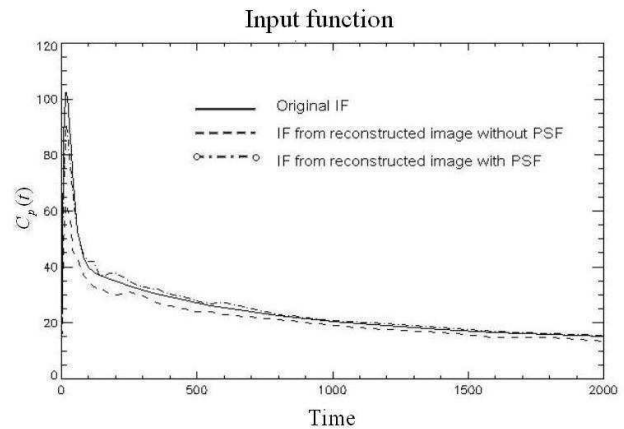 Input function
120
100
80
60
40
20
0
C_p(t)
Original IF
IF from reconstructed image without PSF
IF from reconstructed image with PSF
0
500
1000
1500
2000
Time